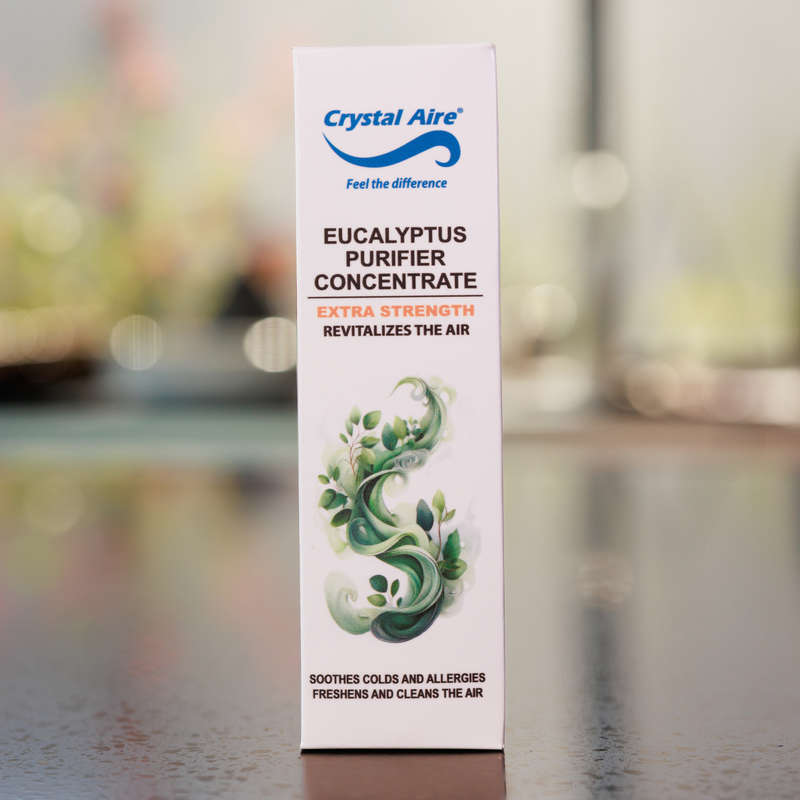 Crystal Aire®
Feel the difference
EUCALYPTUS
PURIFIER
CONCENTRATE
EXTRA STRENGTH
REVITALIZES THE AIR
SOOTHES COLDS AND ALLERGIES
FRESHENS AND CLEANS THE AIR